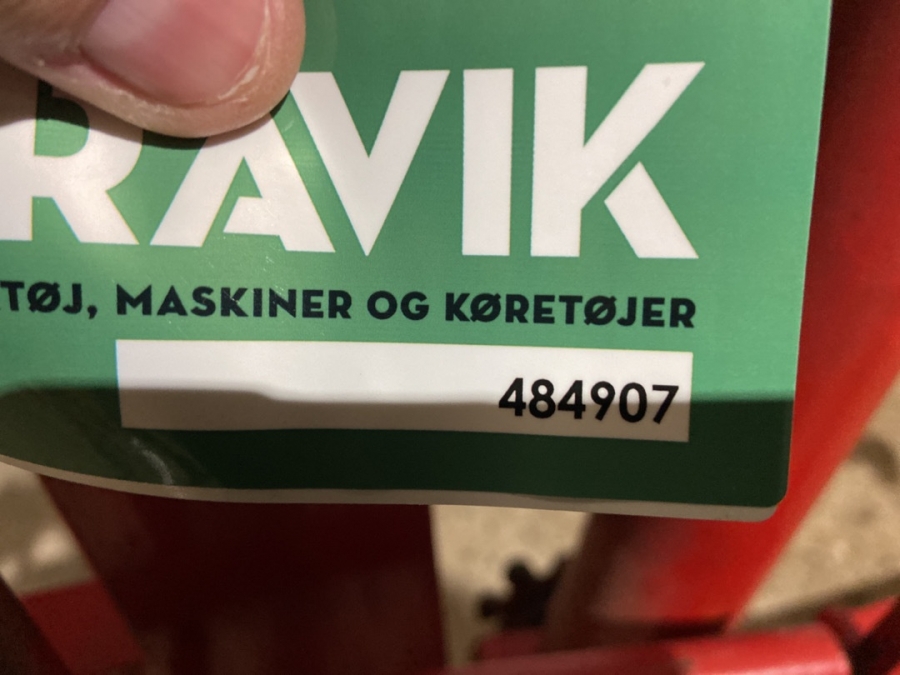 RAVIK
TØJ, MASKINER OG KØRETØJER
484907